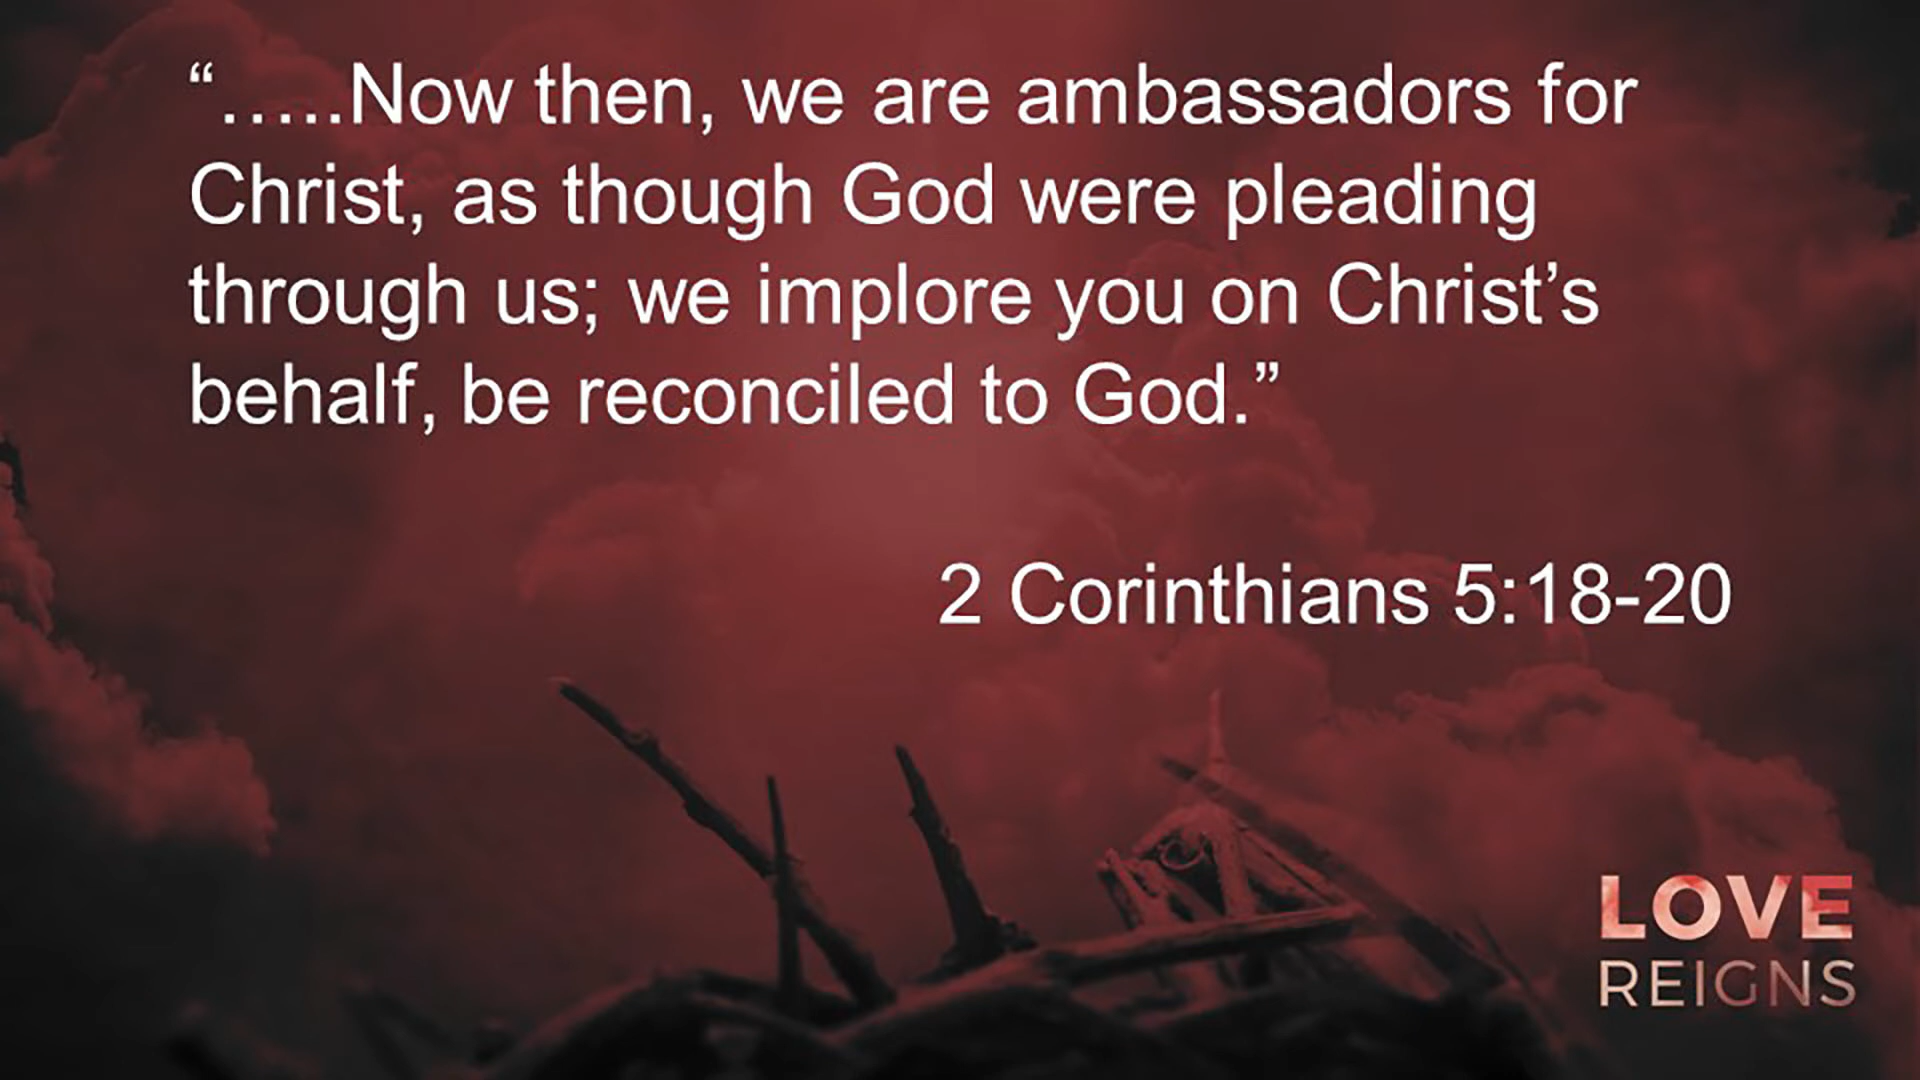 “…..Now then, we are ambassadors for
Christ, as though God were pleading
through us; we implore you on Christ’s
behalf, be reconciled to God.”
2 Corinthians 5:18-20
LOVE
REIGNS